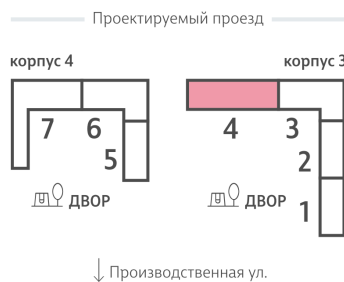 Проектируемый проезд
корпус 4
корпус 3
7 6
5
4 3
2
1
ДВОР
ДВОР
Производственная ул.